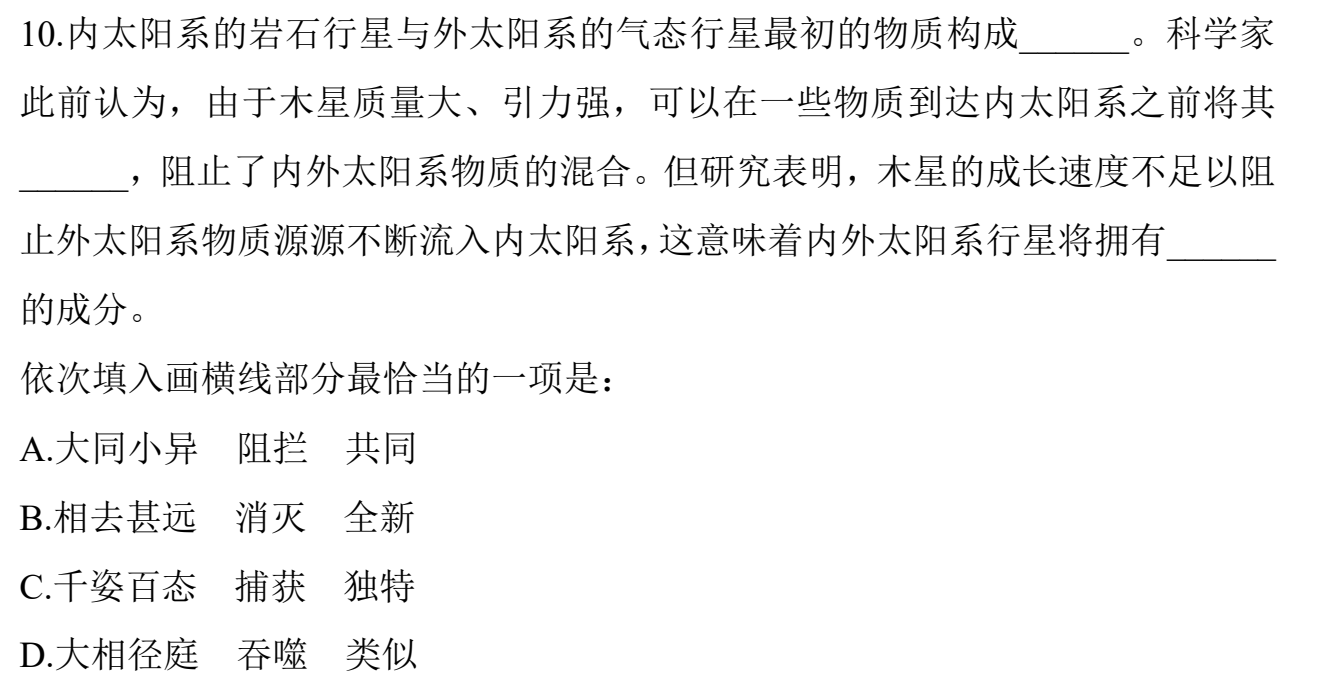 10.内太阳系的岩石行星与外太阳系的气态行星最初的物质构成______。科学家
此前认为，由于木星质量大、引力强，可以在一些物质到达内太阳系之前将其
______，阻止了内外太阳系物质的混合。但研究表明，木星的成长速度不足以阻
止外太阳系物质源源不断流入内太阳系，这意味着内外太阳系行星将拥有______
的成分。
依次填入画横线部分最恰当的一项是：
A.大同小异 阻拦 共同
B.相去甚远 消灭 全新
C.千姿百态 捕获 独特
D.大相径庭 吞噬 类似